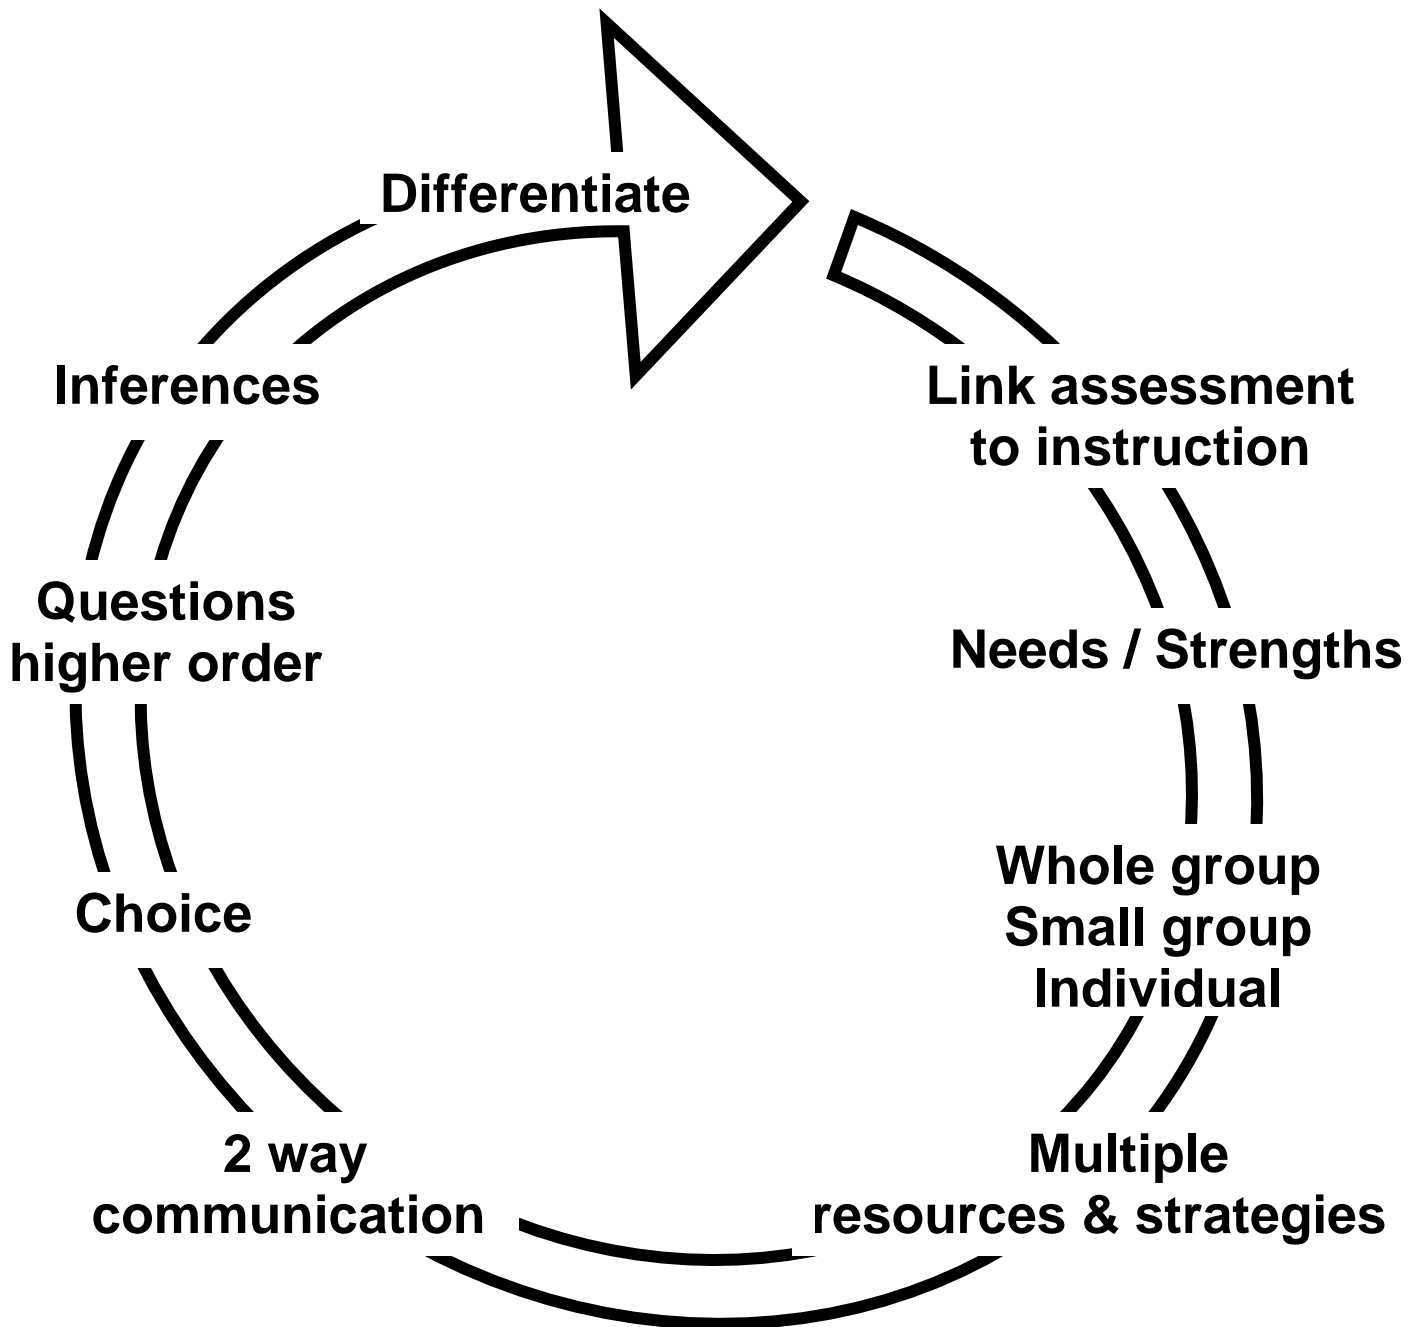 Differentiate
Inferences
Link assessment
to instruction
Questions
higher order
Needs / Strengths
Whole group
Small group
Individual
Choice
2 way
communication
Multiple
resources & strategies